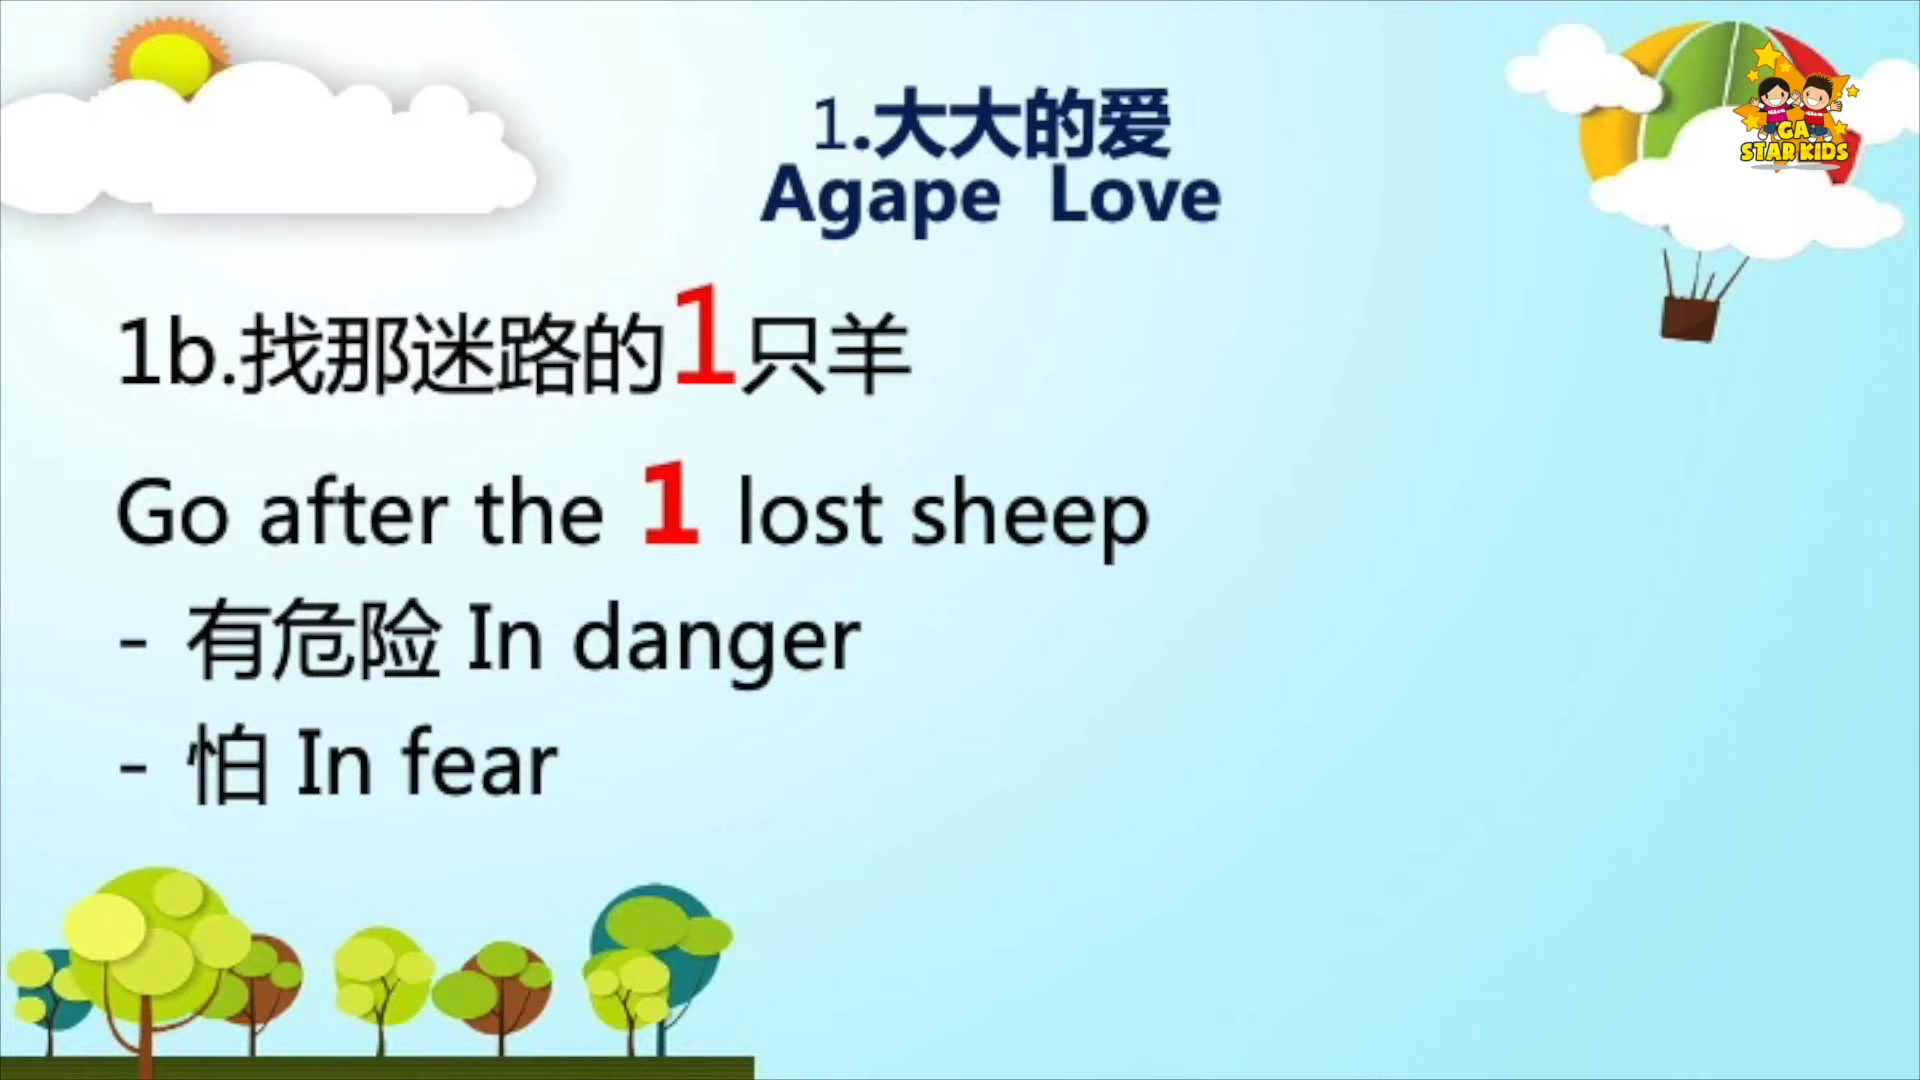 1.大大的爱
Agape Love
1b.找那迷路的1只羊
Go after the 1 lost sheep
- 有危险 In danger
- 怕 In fear
GA
STAR KIDS